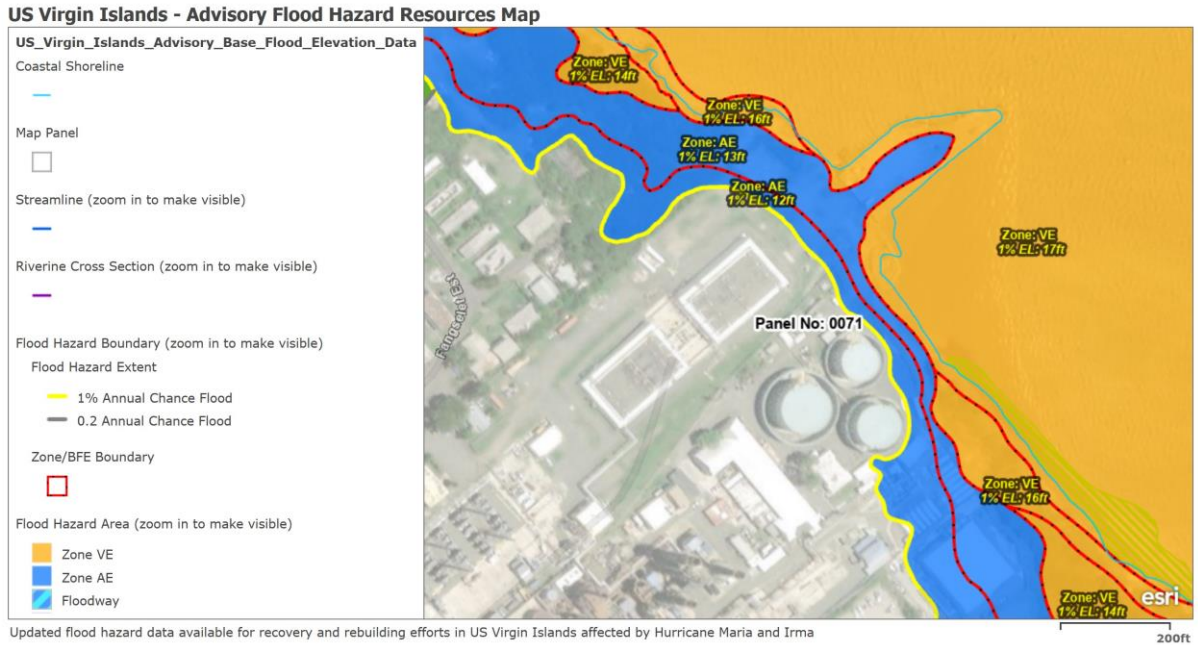 US Virgin Islands - Advisory Flood Hazard Resources Map
US_Virgin_Islands_Advisory_Base_Flood_Elevation_Data
Coastal Shoreline
Map Panel
Streamline (zoom in to make visible)
Riverine Cross Section (zoom in to make visible)
Flood Hazard Boundary (zoom in to make visible)
Flood Hazard Extent
1% Annual Chance Flood
0.2 Annual Chance Flood
Zone/BFE Boundary
Flood Hazard Area (zoom in to make visible)
Zone VE
Zone AE
Floodway
Zone: VE
1% EL: 14ft
Zone: VE
1% EL: 16ft
Zone: AE
1% EL: 13ft
Zone: AE
1% EL: 12ft
Zone: VE
1% EL: 17ft
Panel No: 0071
Fangselet Est
Zone: VE
1% EL: 16ft
Zone: VE
1% EL: 14ft
esri
Updated flood hazard data available for recovery and rebuilding efforts in US Virgin Islands affected by Hurricane Maria and Irma
200ft